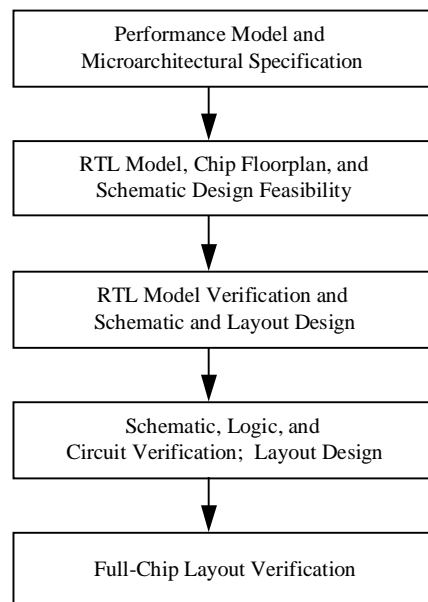 Performance Model and
Microarchitectural Specification
RTL Model, Chip Floorplan, and
Schematic Design Feasibility
RTL Model Verification and
Schematic and Layout Design
Schematic, Logic, and
Circuit Verification; Layout Design
Full-Chip Layout Verification